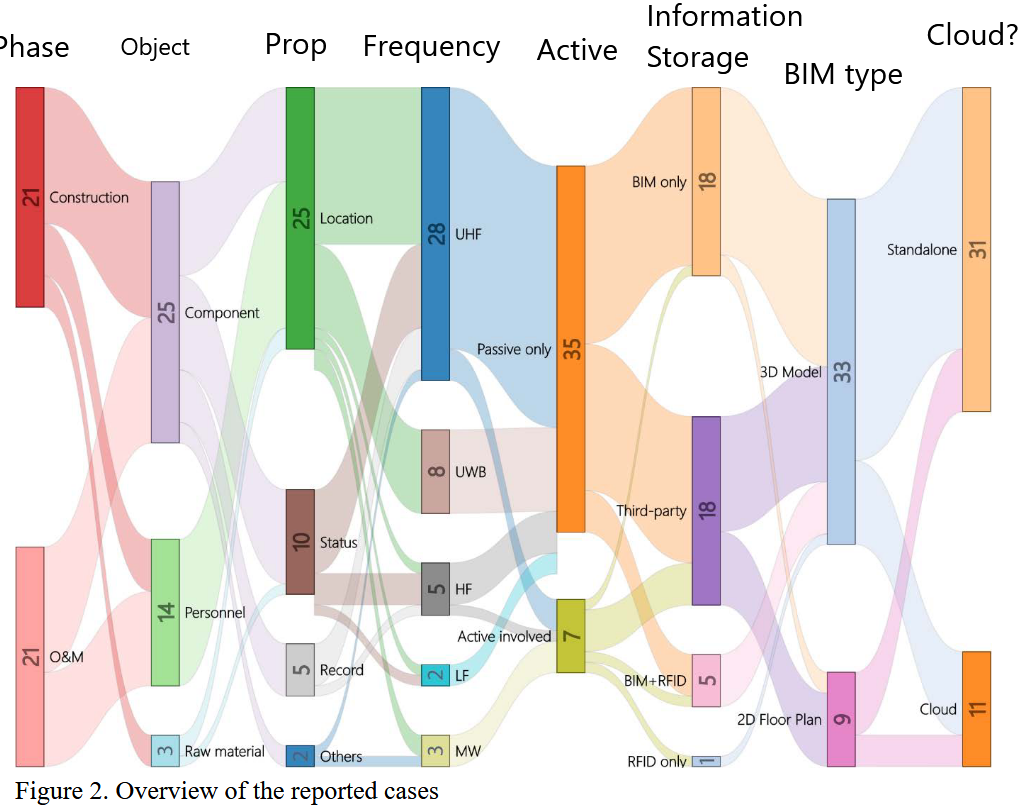 Phase Object Prop Frequency Active Information Storage BIM type Cloud?
21 Construction
21 O&M
25 Component
14 Personnel
3 Raw material
25 Location
10 Status
5 Record
2 Others
28 UHF
8 UWB
5 HF
2 LF
3 MW
Passive only 35
Active involved 7
BIM only 18
Third-party 18
BIM+RFID 5
RFID only 1
3D Model 33
2D Floor Plan 9
Standalone 31
Cloud 11
Figure 2. Overview of the reported cases